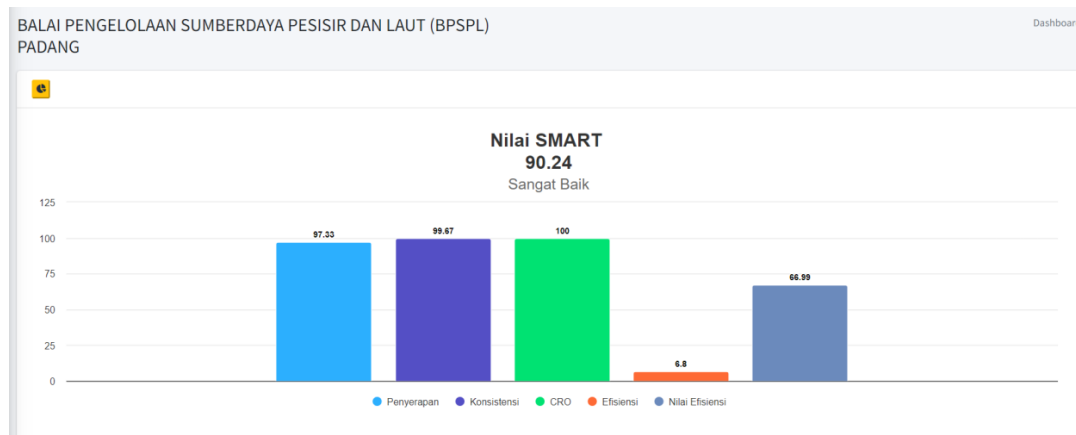 BALAI PENGELOLAAN SUMBERDAYA PESISIR DAN LAUT (BPSPL)
PADANG
Dashboar
Nilai SMART
90.24
Sangat Baik
125
100
75
50
25
0
97.33
99.67
100
6.8
66.99
Penyerapan
Konsistensi
CRO
Efisiensi
Nilai Efisiensi